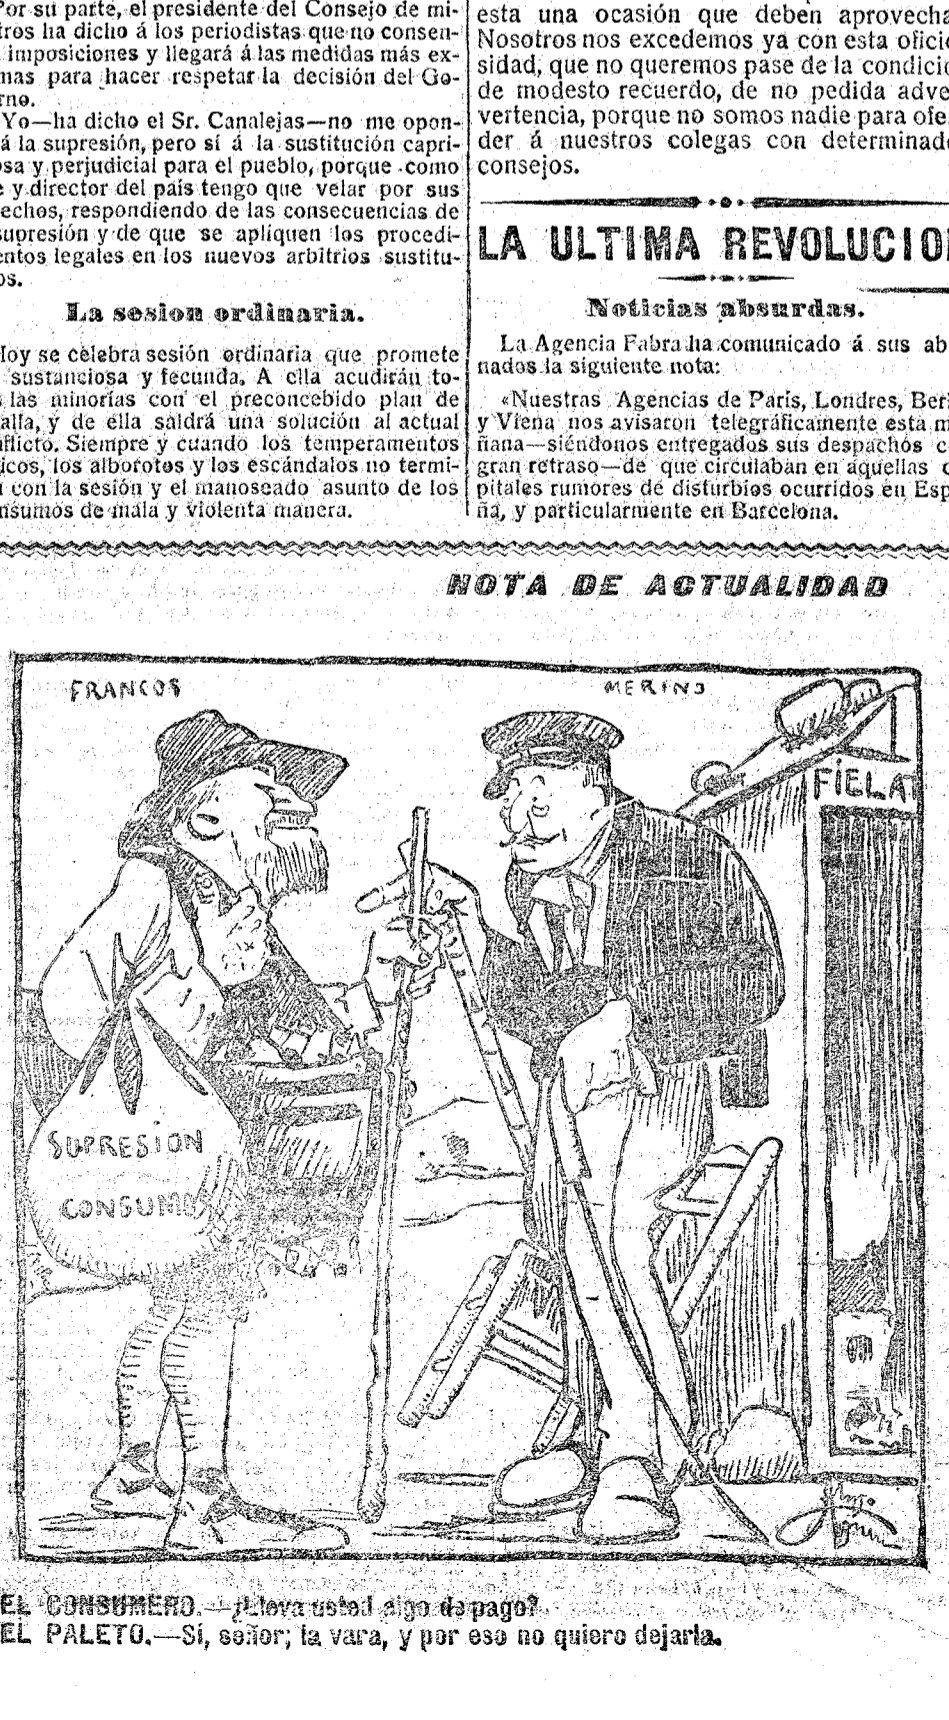 Por su parte, el presidente del Consejo de mi-
tros ha dicho á los periodistas que no consen-
imposiciones y llegará á las medidas más ex-
mas para hacer respetar la decisión del Go-
rno.
Yo—ha dicho el Sr. Canalejas—no me opon-
á la supresión, pero sí á la sustitución capri-
osa y perjudicial para el pueblo, porque como
e y director del país tengo que velar por sus
echos, respondiendo de las consecuencias de
supresión y de que se apliquen los procedi-
entos legales en los nuevos arbitrios sustitu-
os.
La sesion ordinaria.
Hoy se celebra sesión ordinaria que promete
sustanciosa y fecunda. A ella acudirán to-
las minorías con el preconcebido plan de
alla, y de ella saldrá una solución al actual
nflicto. Siempre y cuando los temperamentos
icos, los alborotos y los escándalos no termi-
con la sesión y el manoseado asunto de los
nsumos de mala y violenta manera.
esta una ocasión que deben aprovecha
Nosotros nos excedemos ya con esta oficio
sidad, que no queremos pase de la condició
de modesto recuerdo, de no pedida adve
vertencia, porque no somos nadie para ofe
der á nuestros colegas con determinado
consejos.
LA ULTIMA REVOLUCION
Noticias absurdas.
La Agencia Fabra ha comunicado á sus ab
nados la siguiente nota:
«Nuestras Agencias de París, Londres, Berl
y Viena nos avisaron telegráficamente esta m
ñana—siéndonos entregados sus despachos c
gran retraso—de que circulaban en aquellas c
pitales rumores de disturbios ocurridos en Esp
ña, y particularmente en Barcelona.
NOTA DE ACTUALIDAD
FRANCOS
MERINO
FIELAT
SUPRESION
CONSUMOS
EL CONSUMERO.—¿Lleva usted algo de pago?
EL PALETO.—Sí, señor; la vara, y por eso no quiero dejarla.